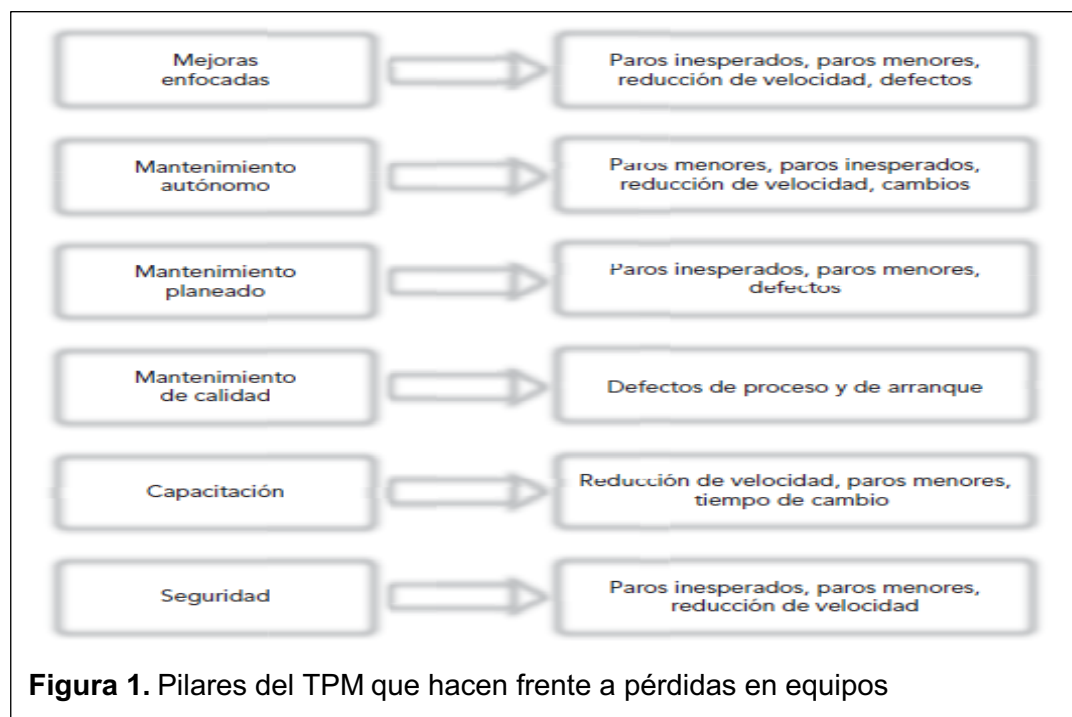 Mejoras
enfocadas
Paros inesperados, paros menores,
reducción de velocidad, defectos
Mantenimiento
autónomo
Paros menores, paros inesperados,
reducción de velocidad, cambios
Mantenimiento
planeado
Paros inesperados, paros menores,
defectos
Mantenimiento
de calidad
Defectos de proceso y de arranque
Capacitación
Reducción de velocidad, paros menores,
tiempo de cambio
Seguridad
Paros inesperados, paros menores,
reducción de velocidad
Figura 1. Pilares del TPM que hacen frente a pérdidas en equipos